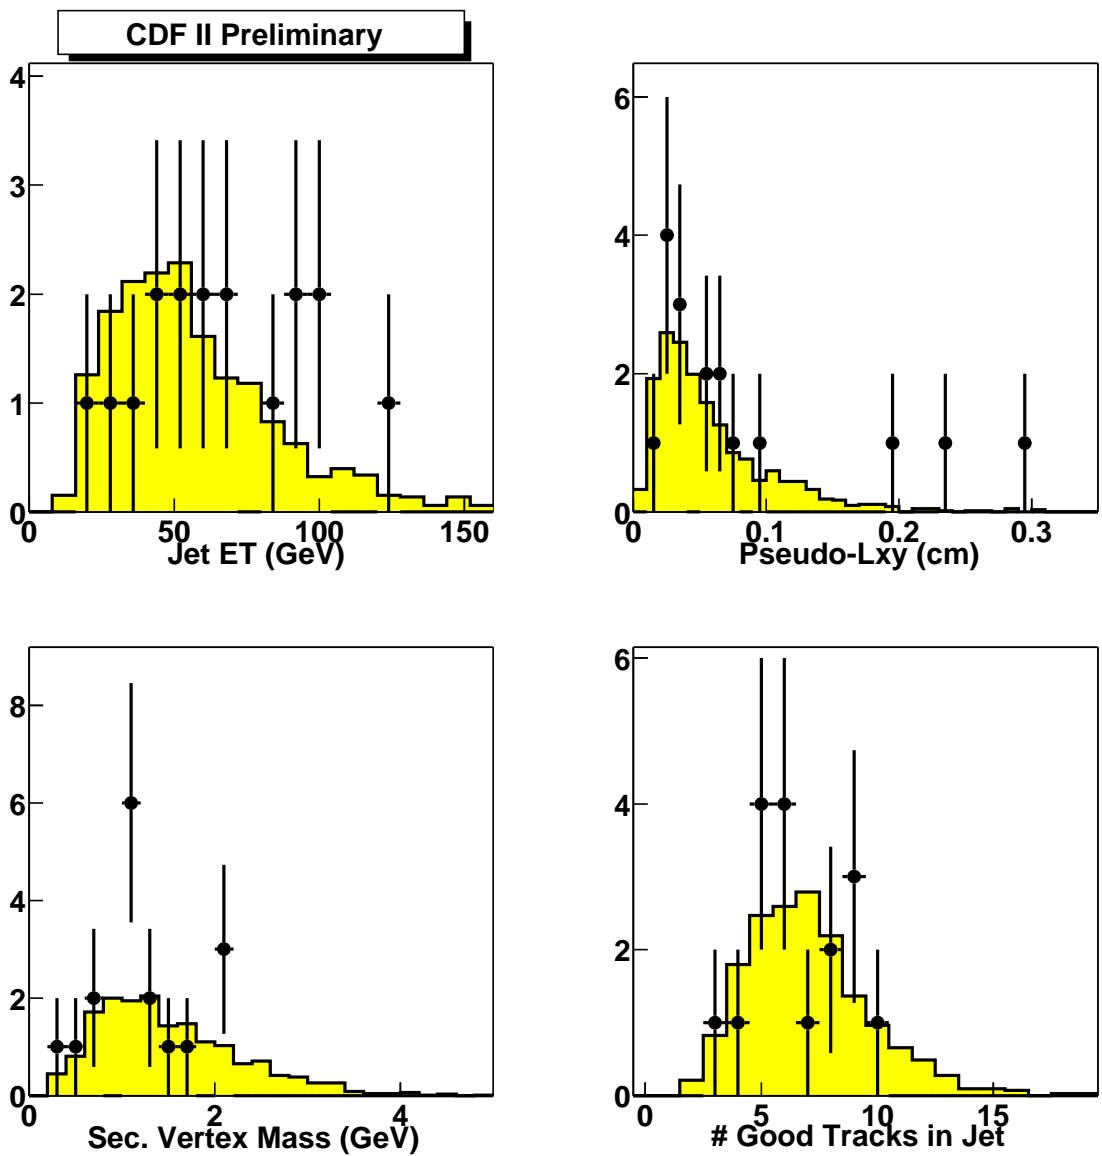 CDF II Preliminary
4
3
2
1
0
0 50 100 150
Jet ET (GeV)
6
4
2
0
0 0.1 0.2 0.3
Pseudo-Lxy (cm)
8
6
4
2
0
0 2 4
Sec. Vertex Mass (GeV)
6
4
2
0
0 5 10 15
# Good Tracks in Jet